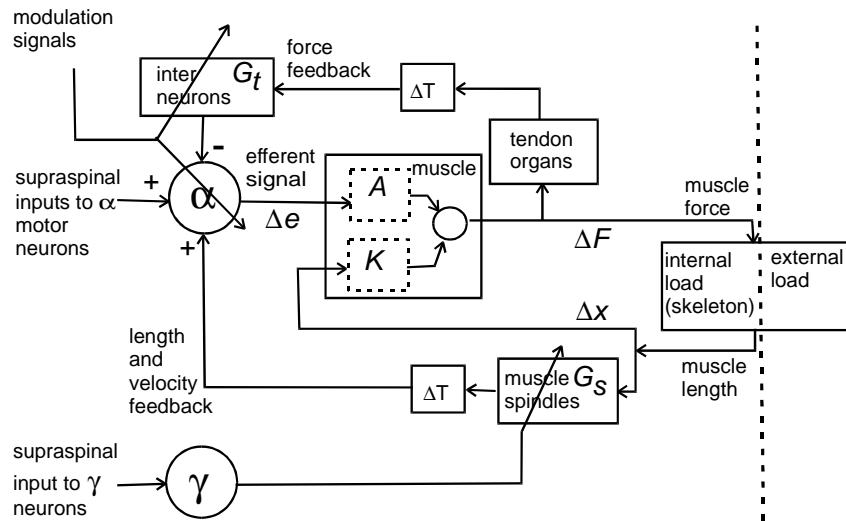 modulation
signals
inter
neurons
G_t
force
feedback
ΔT
tendon
organs
-
efferent
signal
muscle
supraspinal
inputs to α
motor
neurons
+
α
Δe
A
K
+
muscle
force
ΔF
internal
load
(skeleton)
external
load
Δx
length
and
velocity
feedback
ΔT
muscle
spindles
G_s
muscle
length
supraspinal
input to γ
neurons
γ